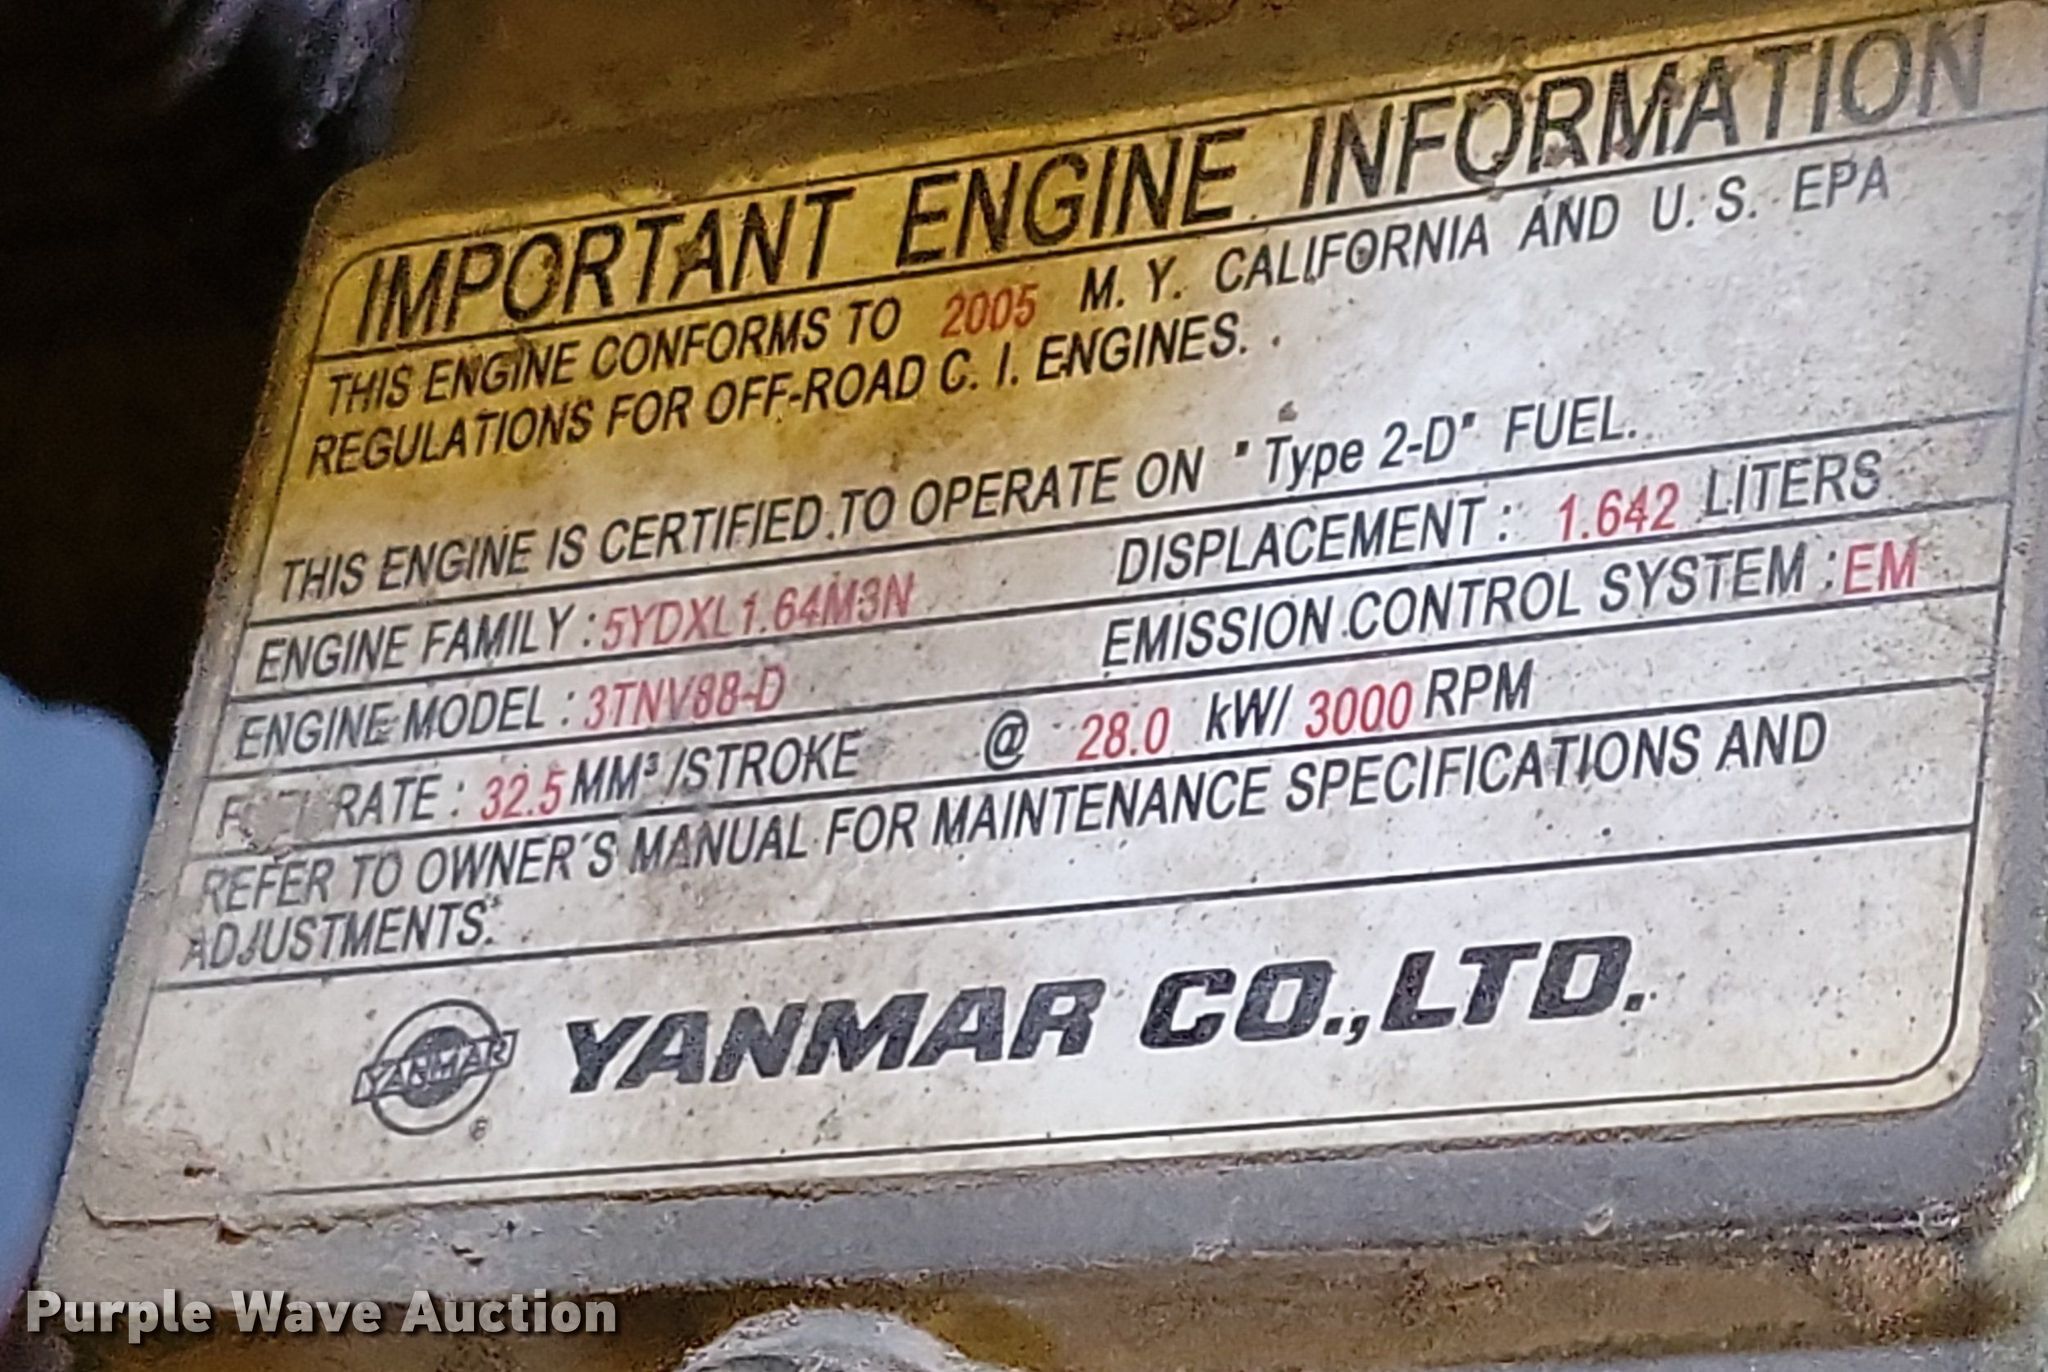 IMPORTANT ENGINE INFORMATION
THIS ENGINE CONFORMS TO 2005 M. Y. CALIFORNIA AND U. S. EPA
REGULATIONS FOR OFF-ROAD C. I. ENGINES.
THIS ENGINE IS CERTIFIED TO OPERATE ON "Type 2-D" FUEL.
ENGINE FAMILY : 5YDXL1.64M3N DISPLACEMENT : 1.642 LITERS
ENGINE MODEL : 3TNV88-D EMISSION CONTROL SYSTEM : EM
RATE : 32.5 MM³ /STROKE @ 28.0 kW/ 3000 RPM
REFER TO OWNER'S MANUAL FOR MAINTENANCE SPECIFICATIONS AND
ADJUSTMENTS.
YANMAR ® YANMAR CO.,LTD.
Purple Wave Auction